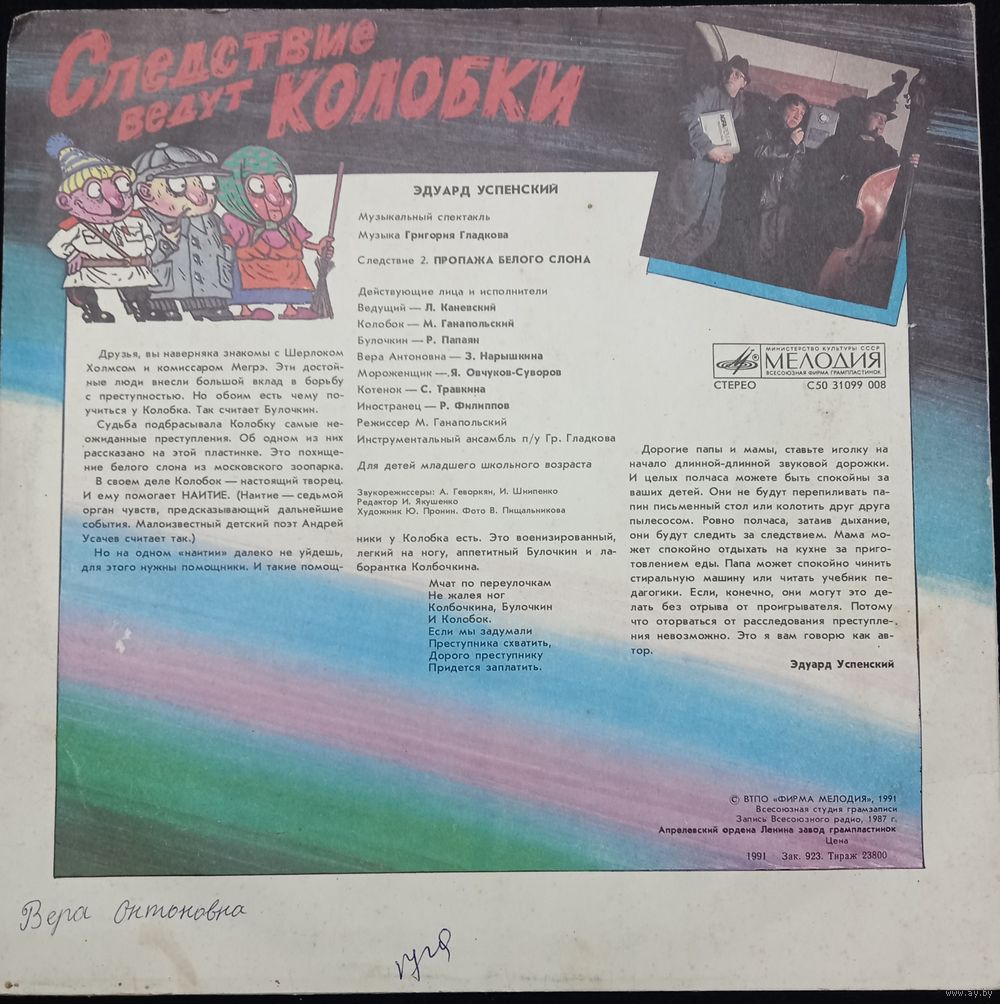 Следствие
ведут КОЛОБКИ
ЭДУАРД УСПЕНСКИЙ
Музыкальный спектакль
Музыка Григория Гладкова
Следствие 2. ПРОПАЖА БЕЛОГО СЛОНА
Действующие лица и исполнители
Ведущий — Л. Каневский
Колобок — М. Ганапольский
Булочкин — Р. Папаян
Вера Антоновна — З. Нарышкина
Мороженщик — Я. Овчуков-Суворов
Котенок — С. Травкина
Иностранец — Р. Филиппов
Режиссер М. Ганапольский
Инструментальный ансамбль п/у Гр. Гладкова
Для детей младшего школьного возраста
Звукорежиссеры: А. Геворкян, И. Шнипенко
Редактор И. Якушенко
Художник Ю. Пронин. Фото В. Пищальникова
Друзья, вы наверняка знакомы с Шерлоком
Холмсом и комиссаром Мегрэ. Эти достой-
ные люди внесли большой вклад в борьбу
с преступностью. Но обоим есть чему по-
учиться у Колобка. Так считает Булочкин.
Судьба подбрасывала Колобку самые не-
ожиданные преступления. Об одном из них
рассказано на этой пластинке. Это похище-
ние белого слона из московского зоопарка.
В своем деле Колобок — настоящий творец.
И ему помогает НАИТИЕ. (Наитие — седьмой
орган чувств, предсказывающий дальнейшие
события. Малоизвестный детский поэт Андрей
Усачев считает так.)
Но на одном «наитии» далеко не уйдешь,
для этого нужны помощники. И такие помощ-
ники у Колобка есть. Это военизированный,
легкий на ногу, аппетитный Булочкин и ла-
борантка Колбочкина.
Мчат по переулочкам
Не жалея ног
Колбочкина, Булочкин
И Колобок.
Если мы задумали
Преступника схватить,
Дорого преступнику
Придется заплатить.
МИНИСТЕРСТВО КУЛЬТУРЫ СССР
МЕЛОДИЯ
ВСЕСОЮЗНАЯ ФИРМА ГРАМПЛАСТИНОК
СТЕРЕО С50 31099 008
Дорогие папы и мамы, ставьте иголку на
начало длинной-длинной звуковой дорожки.
И целых полчаса можете быть спокойны за
ваших детей. Они не будут перепиливать па-
пин письменный стол или колотить друг друга
пылесосом. Ровно полчаса, затаив дыхание,
они будут следить за следствием. Мама мо-
жет спокойно отдыхать на кухне за приго-
товлением еды. Папа может спокойно чинить
стиральную машину или читать учебник пе-
дагогики. Если, конечно, они могут это де-
лать без отрыва от проигрывателя. Потому
что оторваться от расследования преступле-
ния невозможно. Это я вам говорю как ав-
тор.
Эдуард Успенский
© ВТПО «ФИРМА МЕЛОДИЯ», 1991
Всесоюзная студия грамзаписи
Запись Всесоюзного радио, 1987 г.
Апрелевский ордена Ленина завод грампластинок
Цена
1991 Зак. 923. Тираж 23800
Вера Онтоновна
www.ay.by